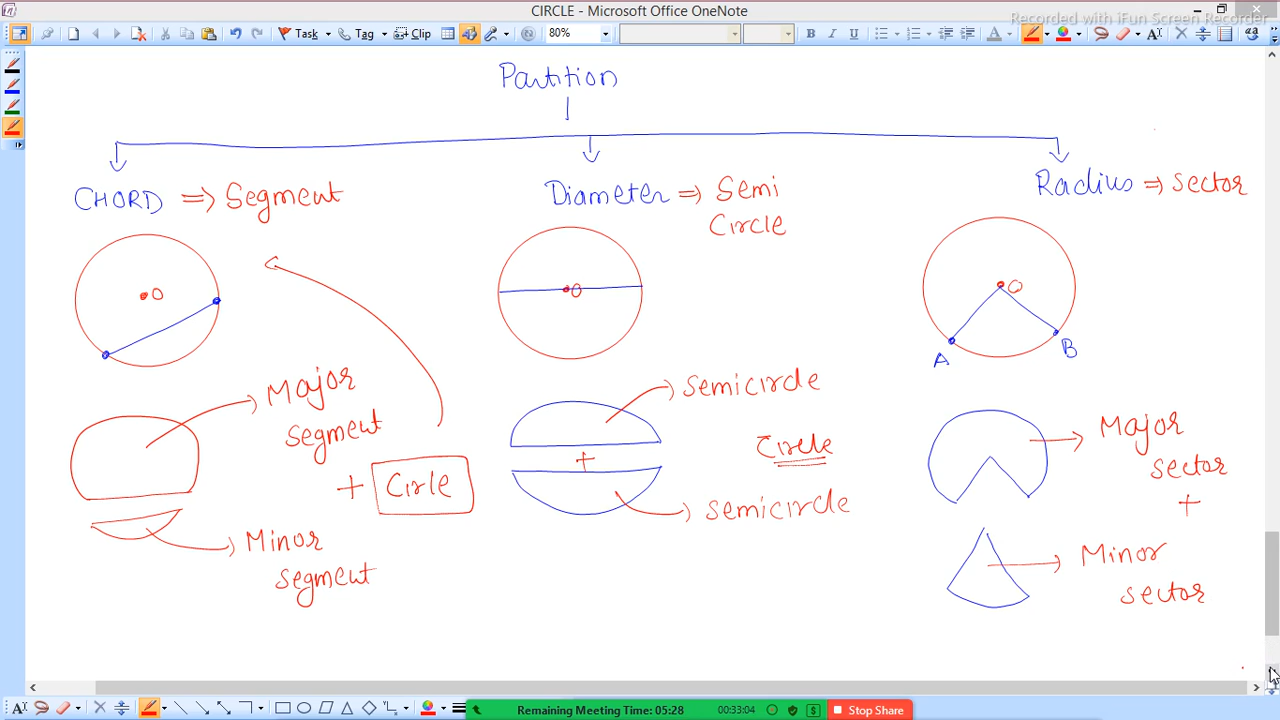 CIRCLE - Microsoft Office OneNote
Recorded with iFun Screen Recorder
Task
Tag
Clip
80%
B I U
Partition
CHORD ⇒ Segment
Diameter ⇒ Semi
Circle
Radius ⇒ Sector
O
O
O
A
B
Major
segment
+ Cirle
Minor
segment
Semicircle
+
Circle
semicircle
Major
sector
+
Minor
sector
Remaining Meeting Time: 05:28
00:33:04
Stop Share